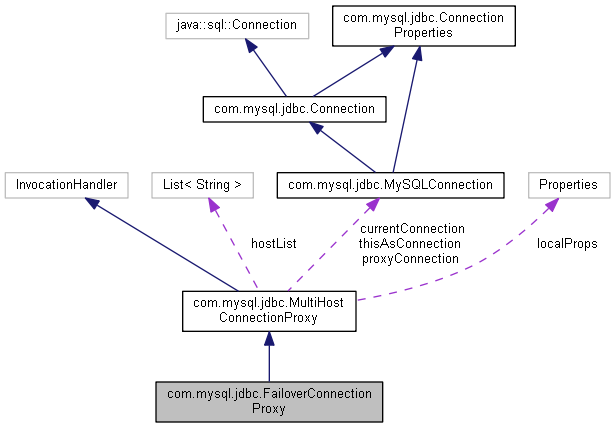 java::sql::Connection
com.mysql.jdbc.Connection
Properties
com.mysql.jdbc.Connection
InvocationHandler
List< String >
com.mysql.jdbc.MySQLConnection
Properties
hostList
currentConnection
thisAsConnection
proxyConnection
localProps
com.mysql.jdbc.MultiHost
ConnectionProxy
com.mysql.jdbc.FailoverConnection
Proxy